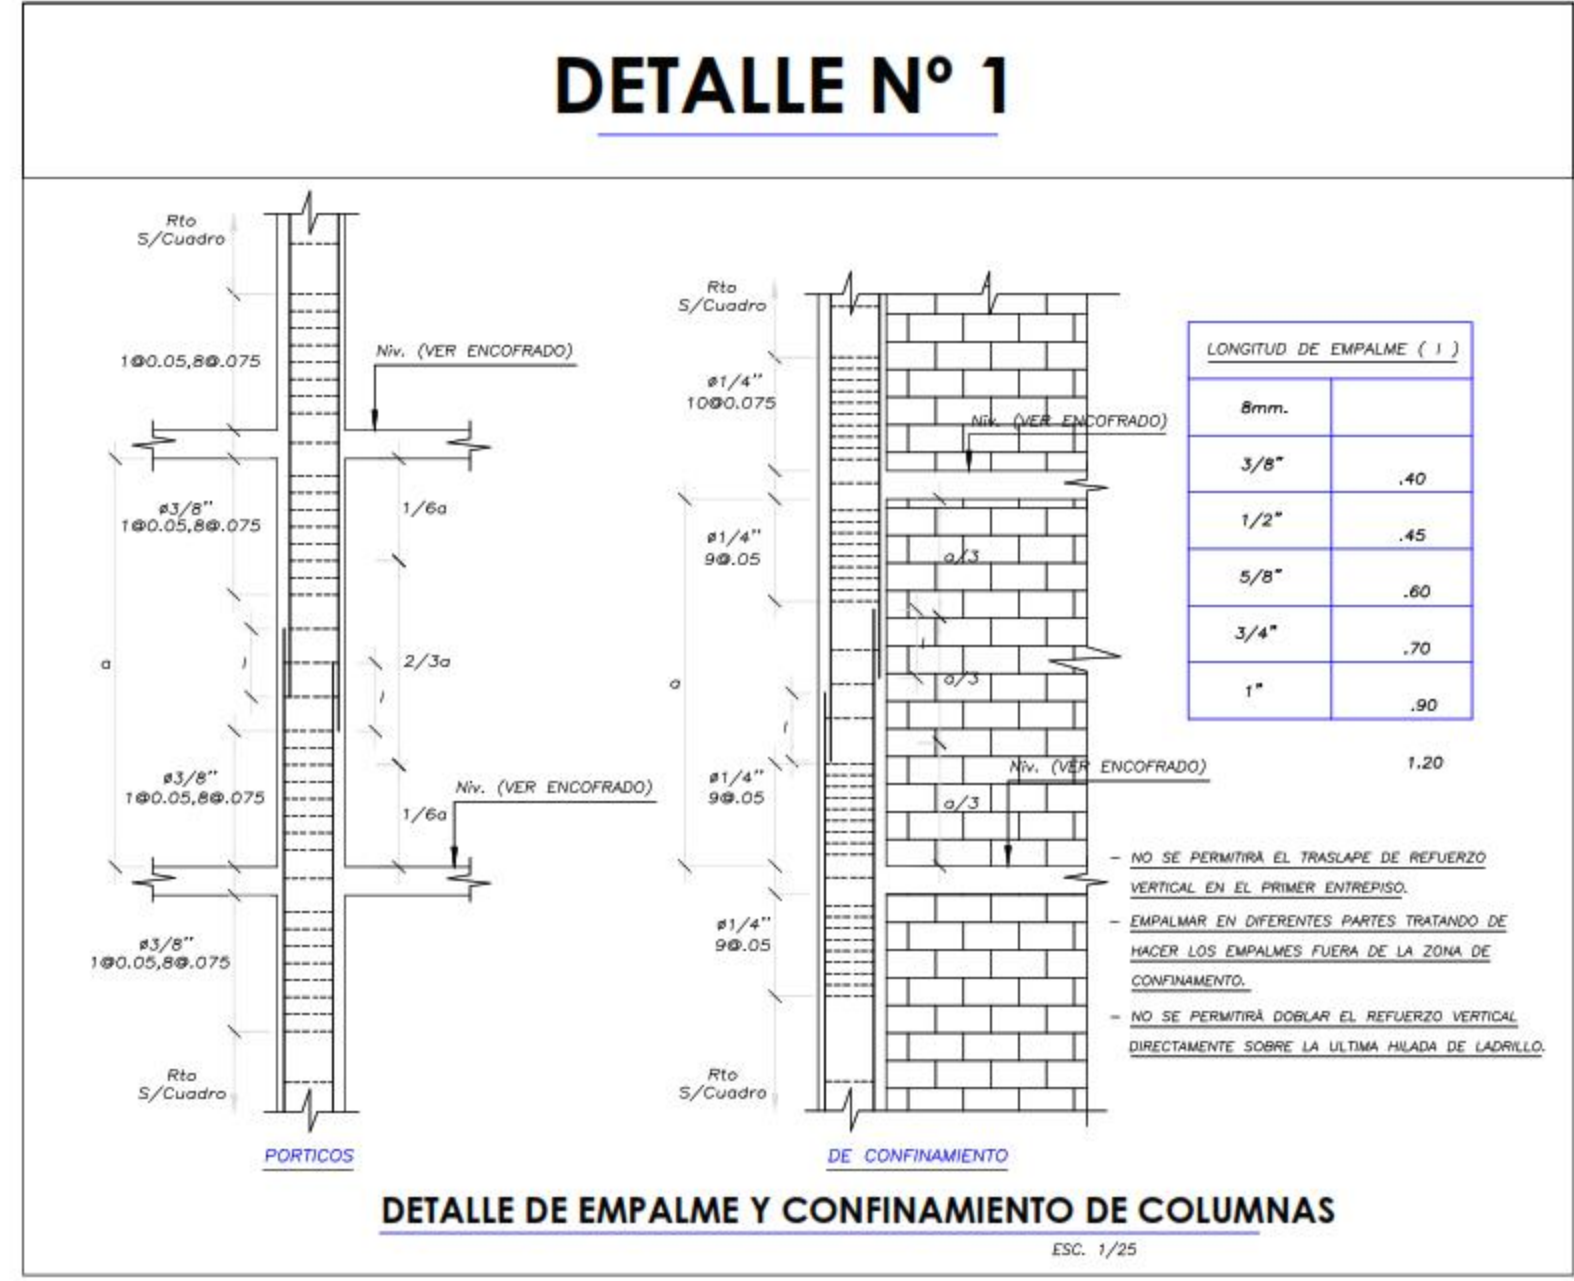 DETALLE Nº 1
Rto
S/Cuadro
1@0.05,8@.075
Niv. (VER ENCOFRADO)
ø3/8"
1@0.05,8@.075
1/6a
a
l
2/3a
l
ø3/8"
1@0.05,8@.075
Niv. (VER ENCOFRADO)
1/6a
ø3/8"
1@0.05,8@.075
Rto
S/Cuadro
PORTICOS
Rto
S/Cuadro
ø1/4"
10@0.075
Niv. (VER ENCOFRADO)
ø1/4"
9@.05
a/3
l
a/3
a
l
Niv. (VER ENCOFRADO)
ø1/4"
9@.05
a/3
ø1/4"
9@.05
Rto
S/Cuadro
DE CONFINAMIENTO
LONGITUD DE EMPALME ( l )
8mm.
3/8" .40
1/2" .45
5/8" .60
3/4" .70
1" .90
1.20
- NO SE PERMITIRÁ EL TRASLAPE DE REFUERZO
VERTICAL EN EL PRIMER ENTREPISO.
- EMPALMAR EN DIFERENTES PARTES TRATANDO DE
HACER LOS EMPALMES FUERA DE LA ZONA DE
CONFINAMENTO.
- NO SE PERMITIRÁ DOBLAR EL REFUERZO VERTICAL
DIRECTAMENTE SOBRE LA ULTIMA HILADA DE LADRILLO.
DETALLE DE EMPALME Y CONFINAMIENTO DE COLUMNAS
ESC. 1/25